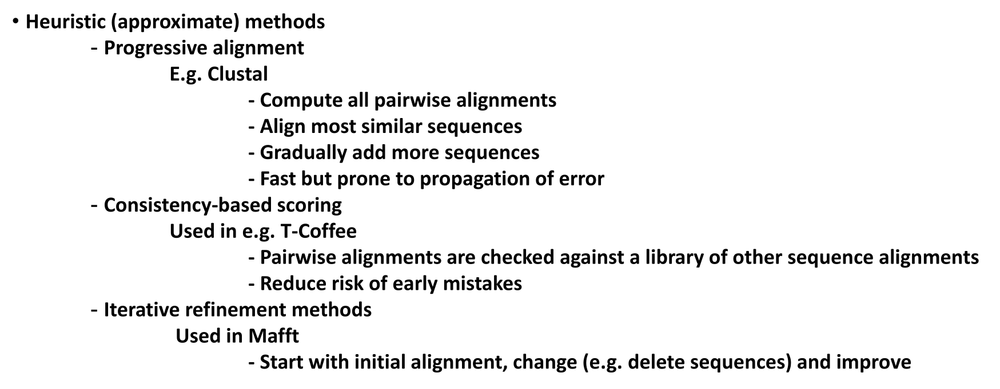 • Heuristic (approximate) methods
- Progressive alignment
E.g. Clustal
- Compute all pairwise alignments
- Align most similar sequences
- Gradually add more sequences
- Fast but prone to propagation of error
- Consistency-based scoring
Used in e.g. T-Coffee
- Pairwise alignments are checked against a library of other sequence alignments
- Reduce risk of early mistakes
- Iterative refinement methods
Used in Mafft
- Start with initial alignment, change (e.g. delete sequences) and improve